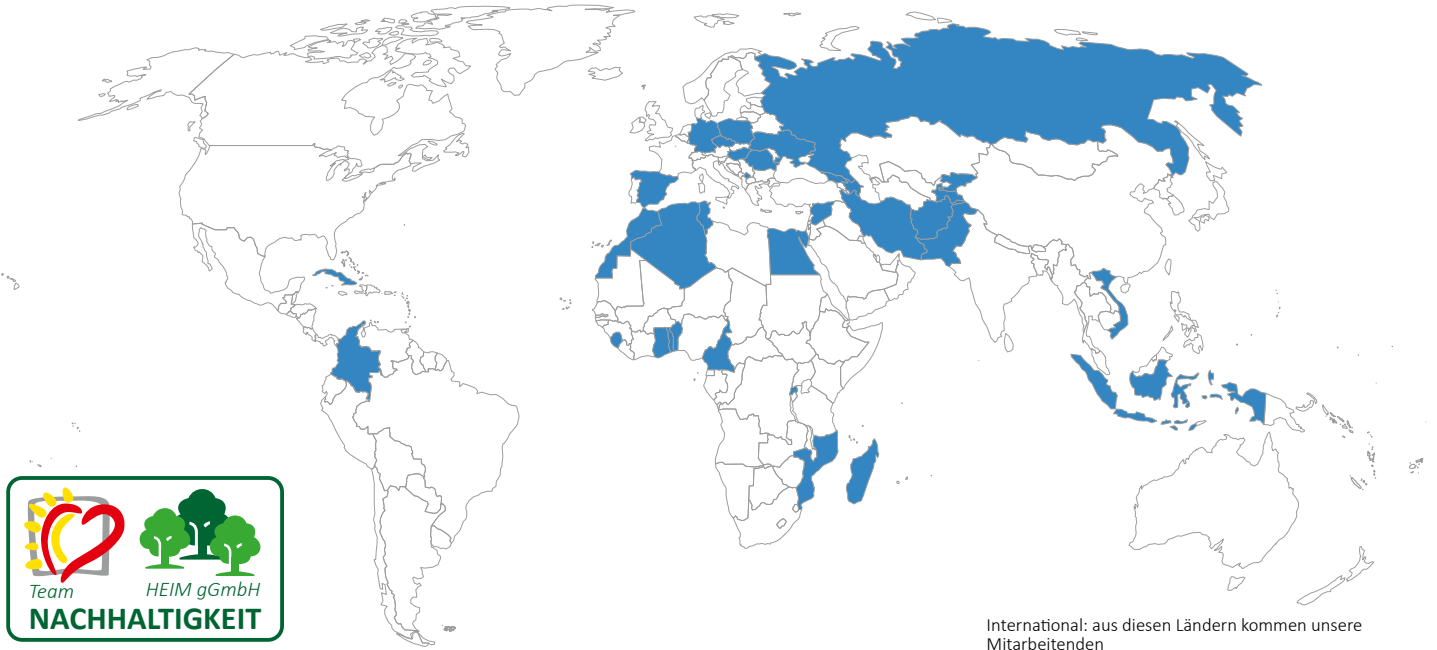 Team
HEIM gGmbH
NACHHALTIGKEIT
International: aus diesen Ländern kommen unsere
Mitarbeitenden